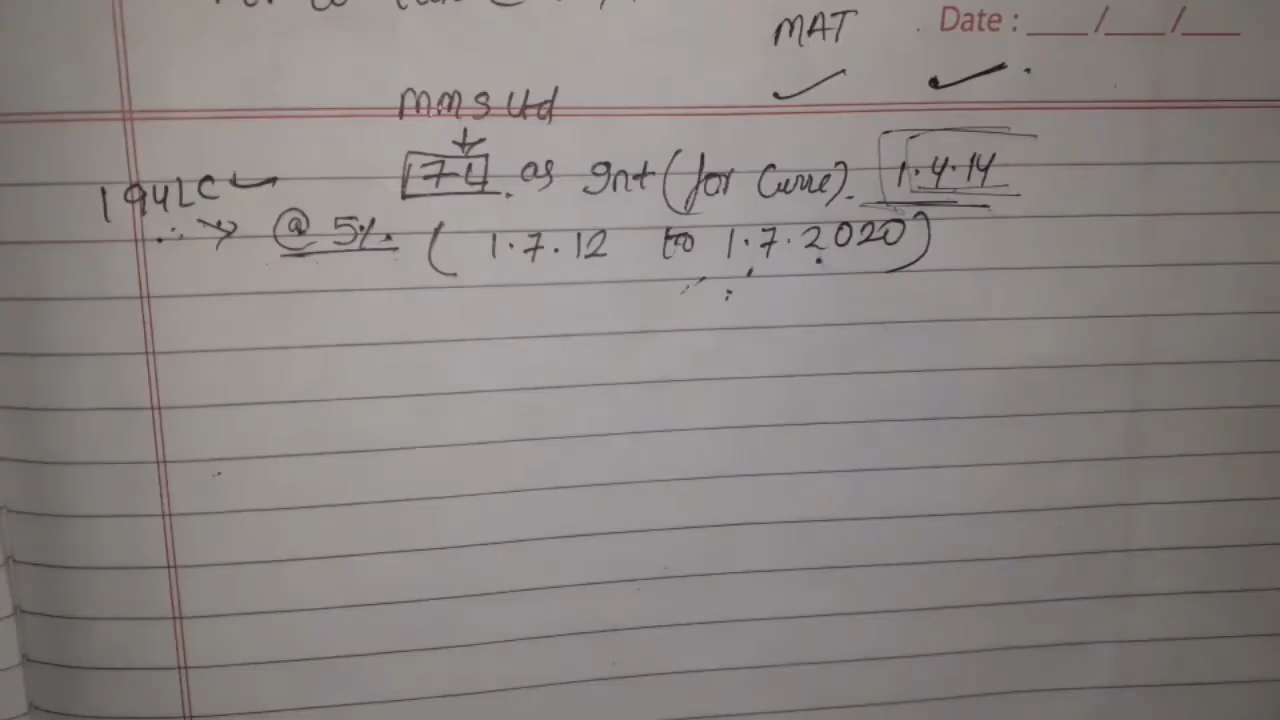 MAT
Date : ___/___/___
MMS Ltd
174 as Int (for Curre). 1.4.14
194LC
∴ → @ 5%. ( 1.7.12 to 1.7.2020)